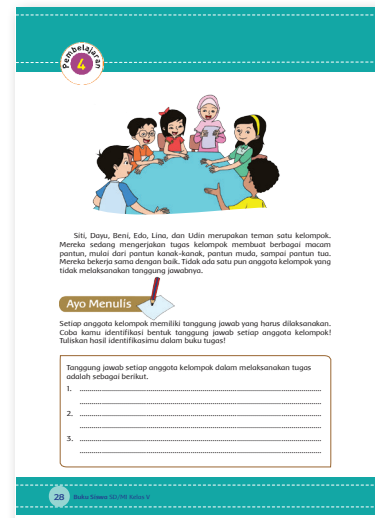 Pembelajaran
4
Siti, Dayu, Beni, Edo, Lina, dan Udin merupakan teman satu kelompok.
Mereka sedang mengerjakan tugas kelompok membuat berbagai macam
pantun, mulai dari pantun kanak-kanak, pantun muda, sampai pantun tua.
Mereka bekerja sama dengan baik. Tidak ada satu pun anggota kelompok yang
tidak melaksanakan tanggung jawabnya.
Ayo Menulis
Setiap anggota kelompok memiliki tanggung jawab yang harus dilaksanakan.
Coba kamu identifikasi bentuk tanggung jawab setiap anggota kelompok!
Tuliskan hasil identifikasimu dalam buku tugas!
Tanggung jawab setiap anggota kelompok dalam melaksanakan tugas
adalah sebagai berikut.
1.
2.
3.
28 Buku Siswa SD/MI Kelas V